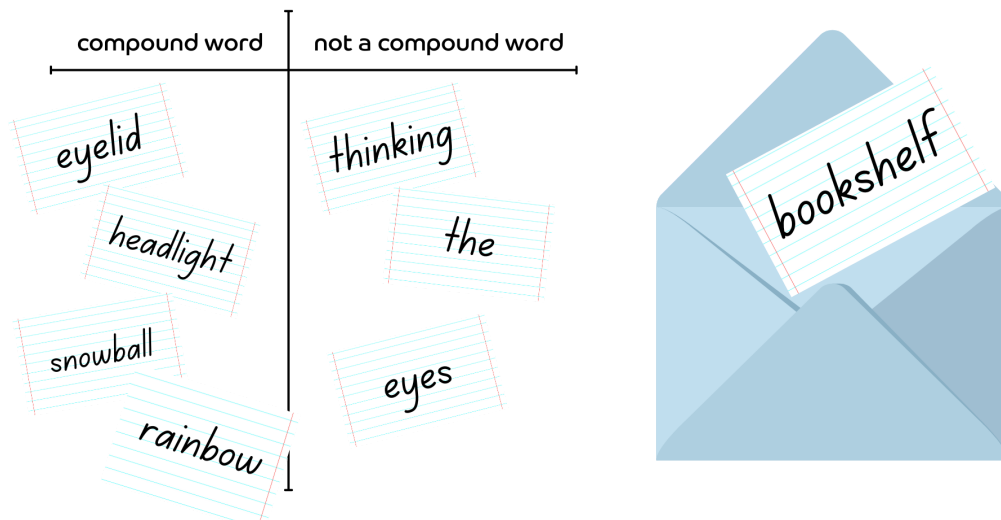 compound word
not a compound word
eyelid
headlight
snowball
rainbow
thinking
the
eyes
bookshelf